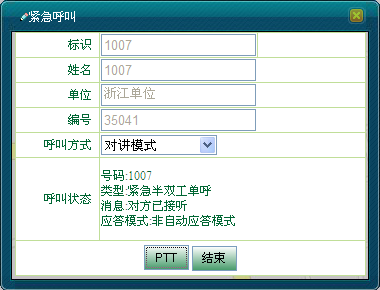 紧急呼叫
标识 1007
姓名 1007
单位 浙江单位
编号 35041
呼叫方式 对讲模式
呼叫状态
号码:1007
类型:紧急半双工单呼
消息:对方已接听
应答模式:非自动应答模式
PTT 结束